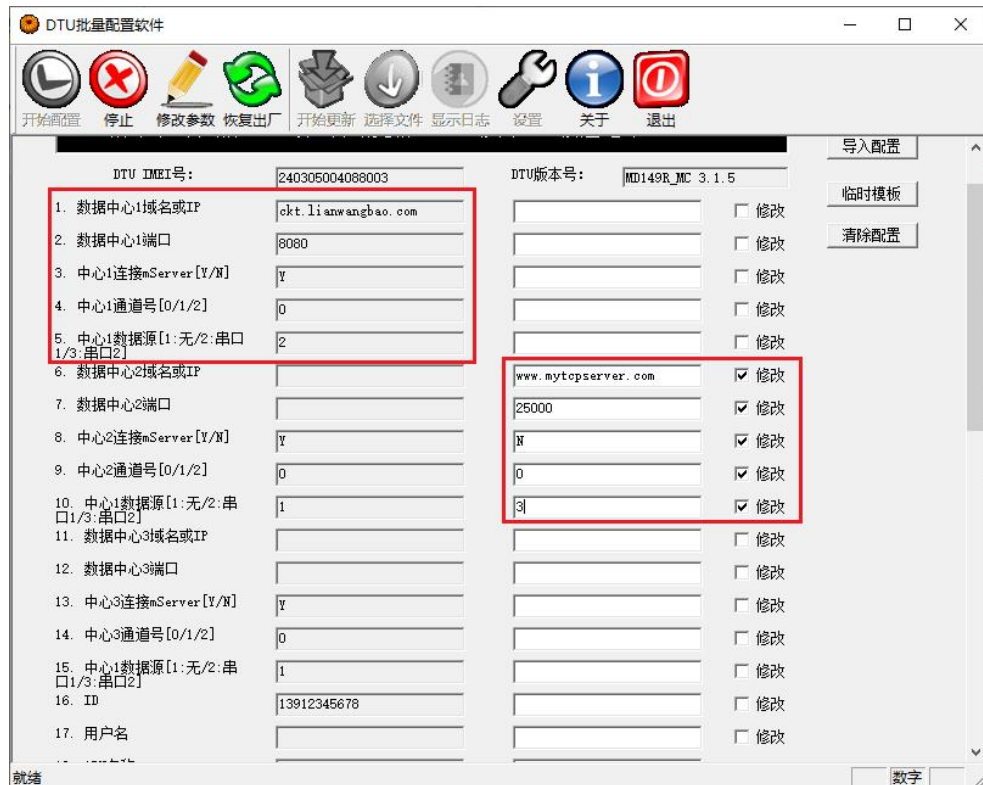 DTU批量配置软件
开始配置 停止 修改参数 恢复出厂 开始更新 选择文件 显示日志 设置 关于 退出
导入配置
DTU IMEI号: 240305004088003 DTU版本号: MD149R_MC 3.1.5
临时模板
1. 数据中心1域名或IP ckt.lianwangbao.com 修改
2. 数据中心1端口 8080 修改 清除配置
3. 中心1连接mServer[Y/N] Y 修改
4. 中心1通道号[0/1/2] 0 修改
5. 中心1数据源[1:无/2:串口
1/3:串口2] 2 修改
6. 数据中心2域名或IP www.mytcpserver.com 修改
7. 数据中心2端口 25000 修改
8. 中心2连接mServer[Y/N] Y N 修改
9. 中心2通道号[0/1/2] 0 0 修改
10. 中心1数据源[1:无/2:串
口1/3:串口2] 1 3 修改
11. 数据中心3域名或IP 修改
12. 数据中心3端口 修改
13. 中心3连接mServer[Y/N] Y 修改
14. 中心3通道号[0/1/2] 0 修改
15. 中心1数据源[1:无/2:串
口1/3:串口2] 1 修改
16. ID 13912345678 修改
17. 用户名 修改
就绪 数字